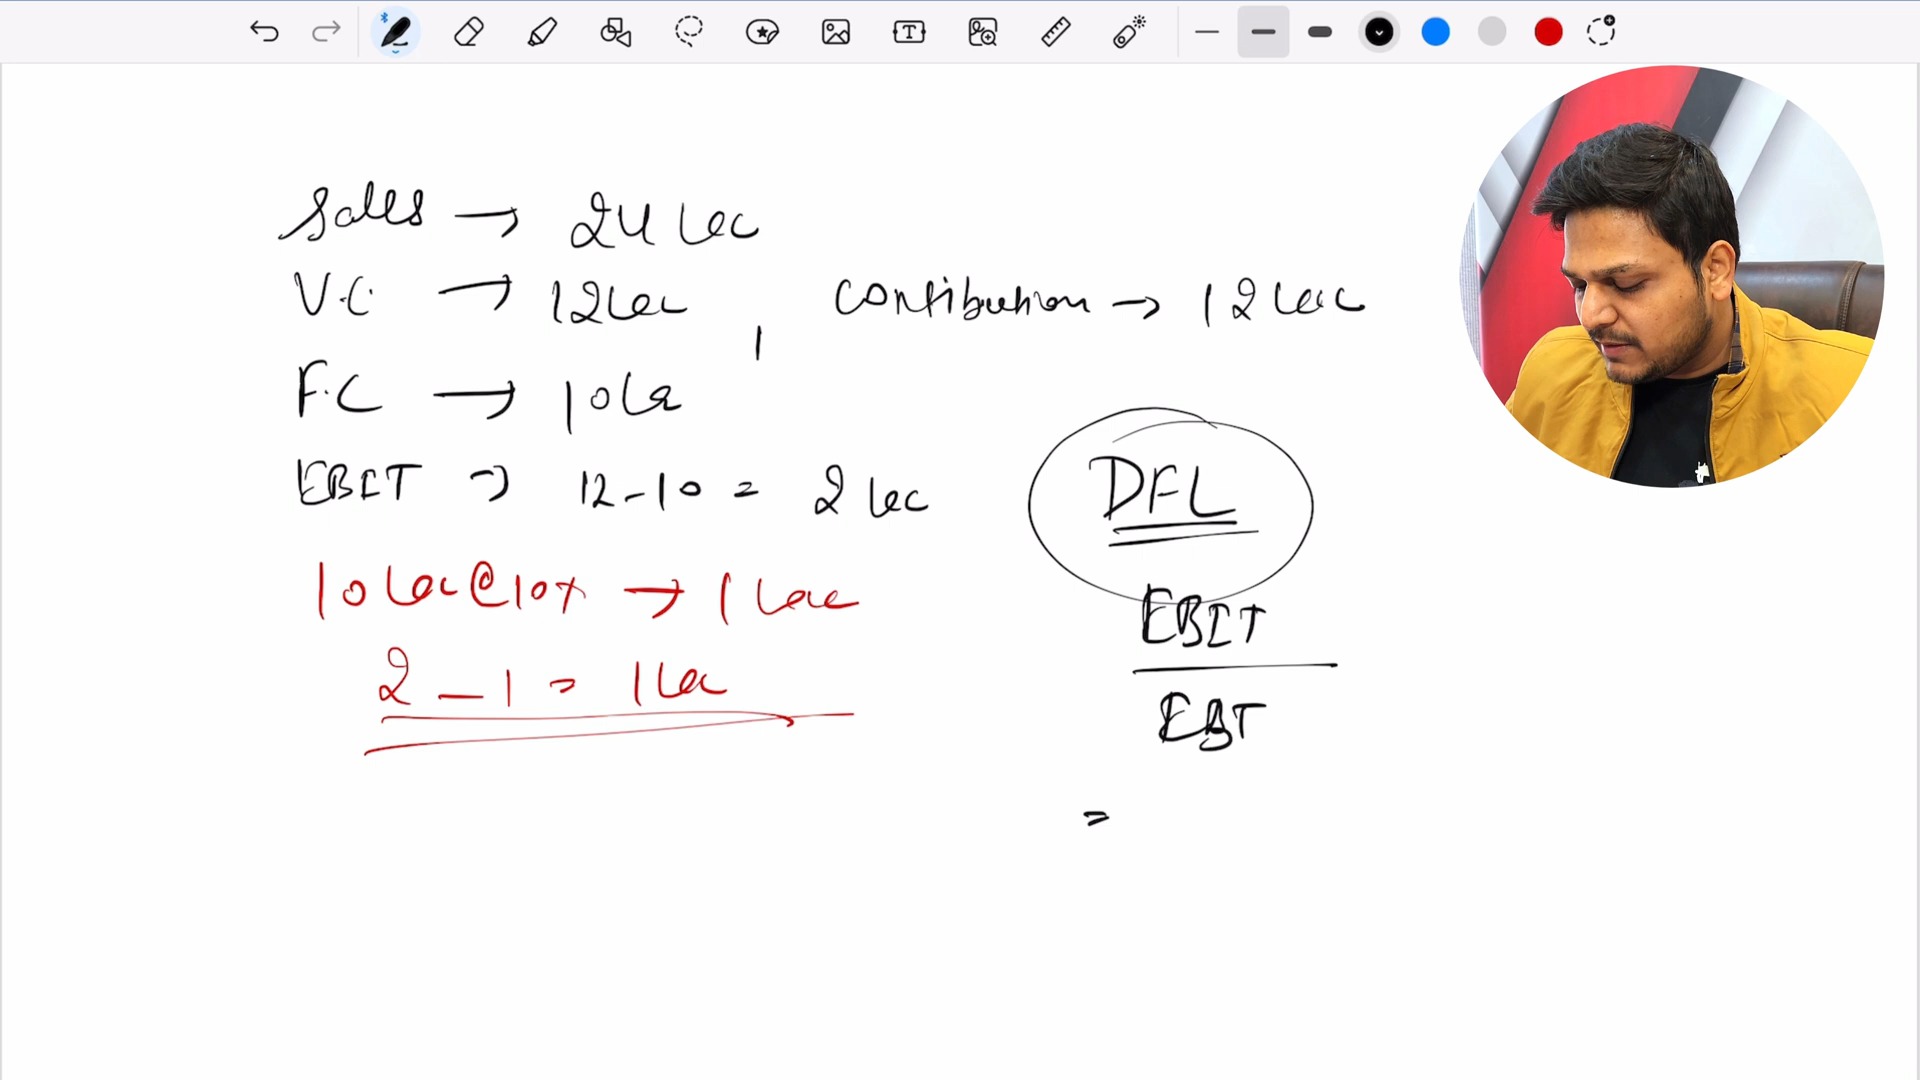 Sales → 24 lac
V.C. → 12 lac
contibution → 12 lac
F.C → 10 la
EBIT → 12-10 = 2 lac
DFL
10 lac @ 10% → 1 lac
EBIT
EBT
2 - 1 = 1 lac
=